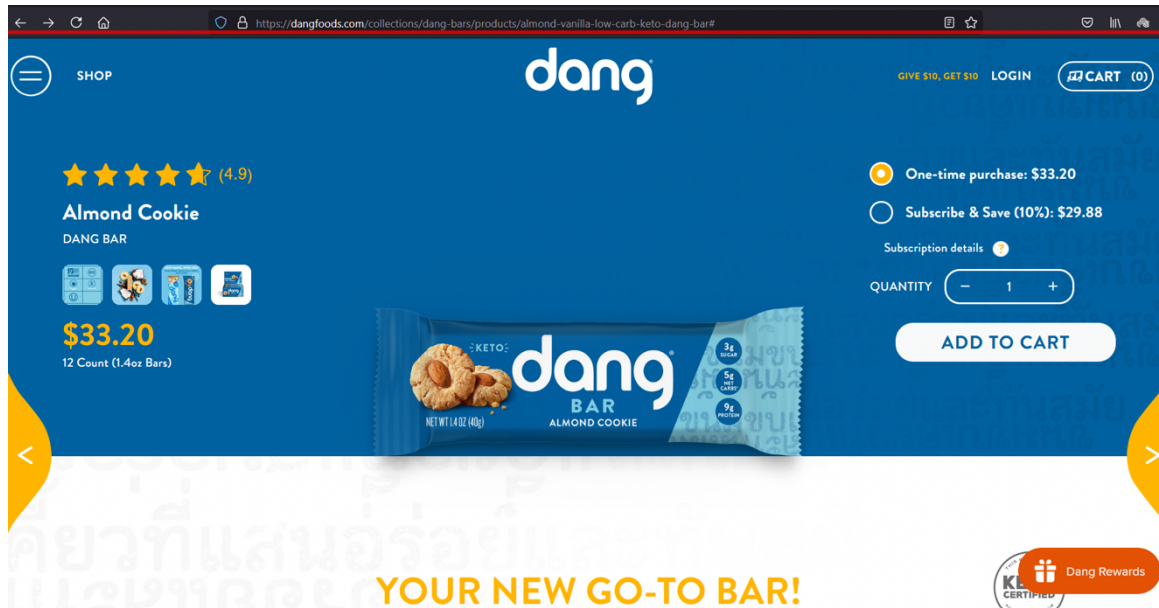 https://dangfoods.com/collections/dang-bars/products/almond-vanilla-low-carb-keto-dang-bar#
SHOP
dang
GIVE $10, GET $10 LOGIN CART (0)
(4.9)
Almond Cookie
DANG BAR
$33.20
12 Count (1.4oz Bars)
One-time purchase: $33.20
Subscribe & Save (10%): $29.88
Subscription details ?
QUANTITY - 1 +
ADD TO CART
KETO
dang
BAR
ALMOND COOKIE
NET WT 1.4 OZ (40g)
3g
SUGAR
5g
NET
CARBS*
9g
PROTEIN
<
>
YOUR NEW GO-TO BAR!
CERTIFIED
Dang Rewards